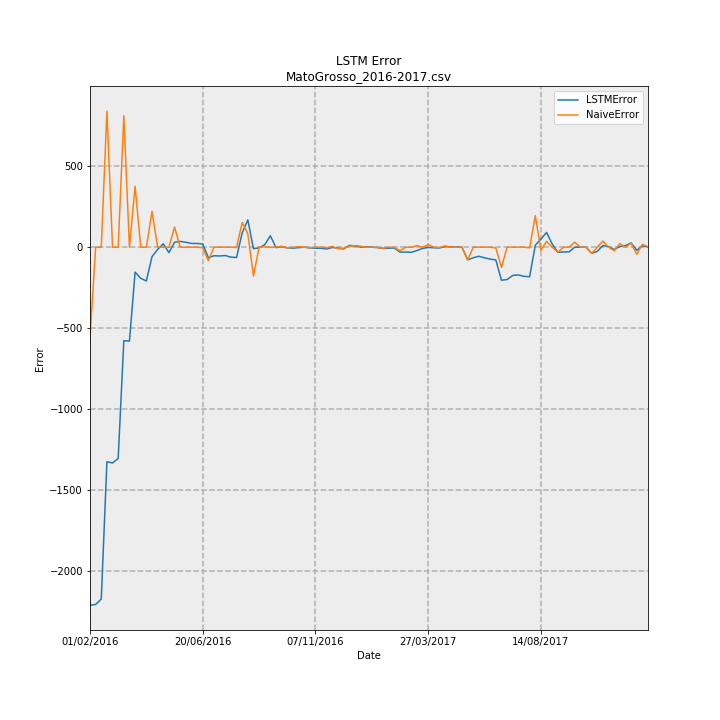 LSTM Error
MatoGrosso_2016-2017.csv
LSTMError
NaiveError
500
0
−500
−1000
−1500
−2000
Error
01/02/2016
20/06/2016
07/11/2016
27/03/2017
14/08/2017
Date